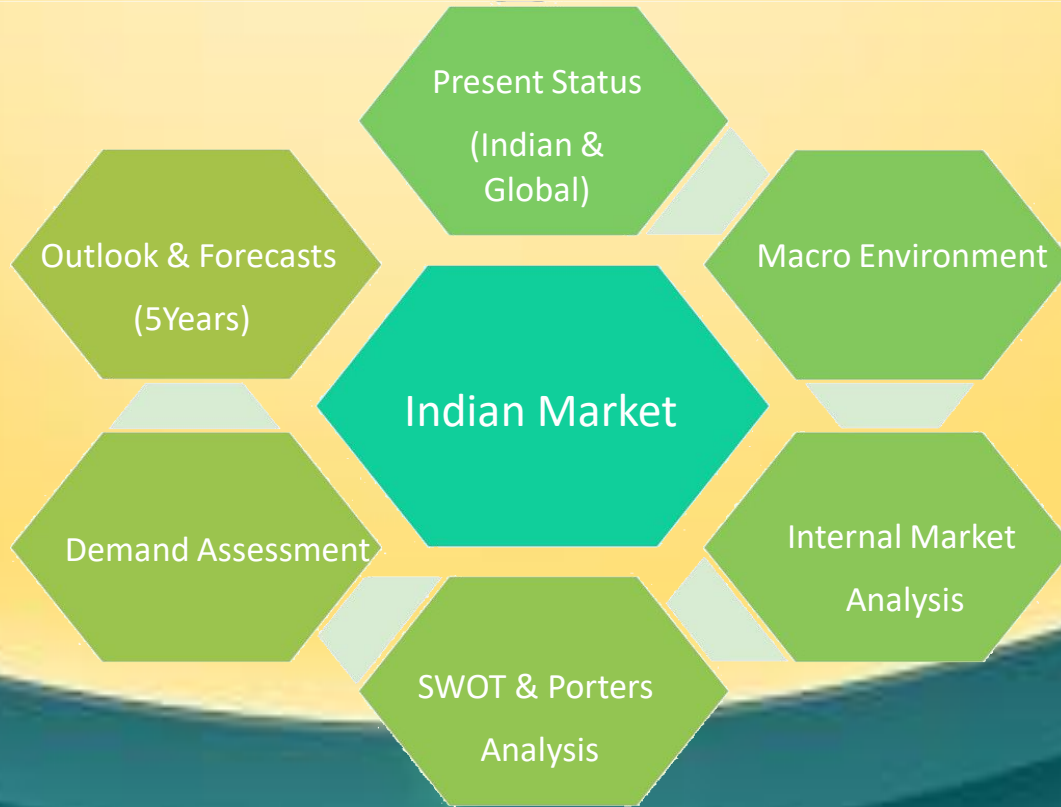 Present Status
(Indian &
Global)
Macro Environment
Internal Market
Analysis
SWOT & Porters
Analysis
Demand Assessment
Outlook & Forecasts
(5Years)
Indian Market